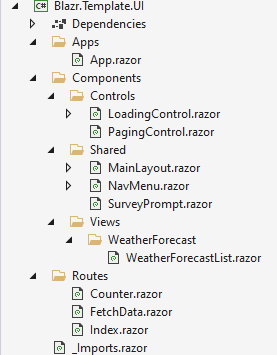 C# Blazr.Template.UI
Dependencies
Apps
App.razor
Components
Controls
LoadingControl.razor
PagingControl.razor
Shared
MainLayout.razor
NavMenu.razor
SurveyPrompt.razor
Views
WeatherForecast
WeatherForecastList.razor
Routes
Counter.razor
FetchData.razor
Index.razor
_Imports.razor